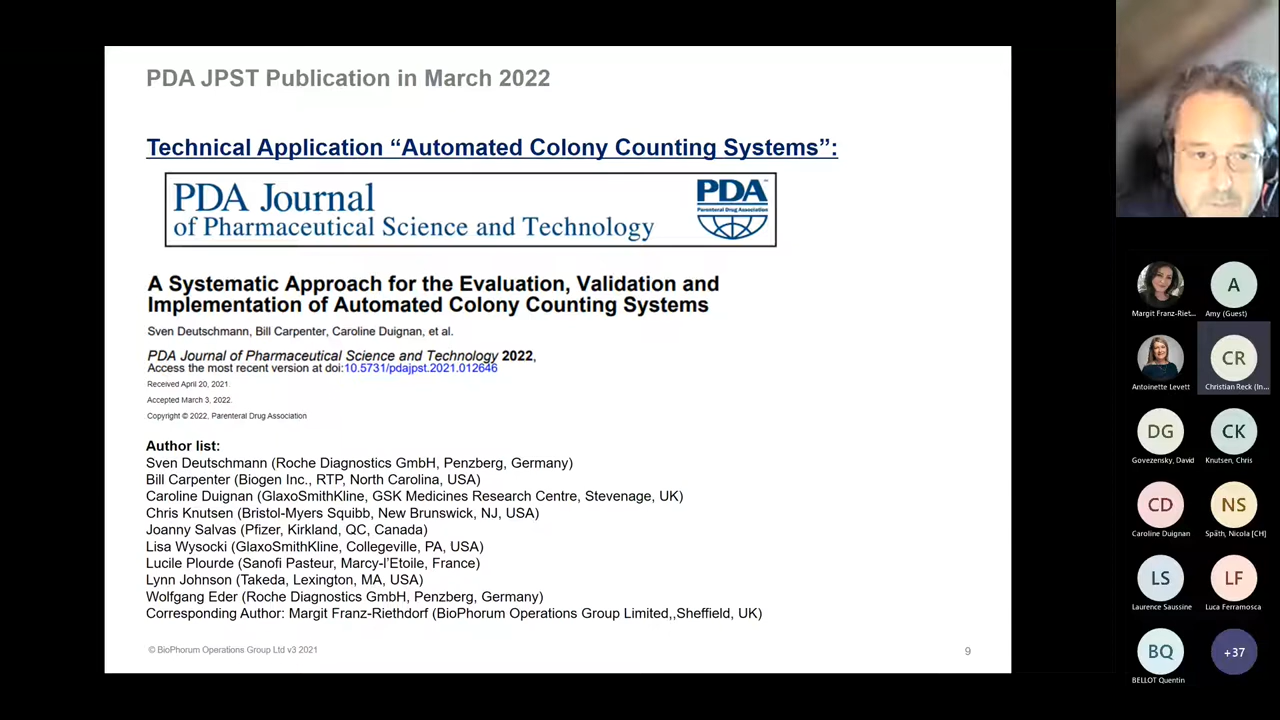 PDA JPST Publication in March 2022
Technical Application “Automated Colony Counting Systems”:
PDA Journal
of Pharmaceutical Science and Technology
PDA
Parenteral Drug Association
A Systematic Approach for the Evaluation, Validation and
Implementation of Automated Colony Counting Systems
Sven Deutschmann, Bill Carpenter, Caroline Duignan, et al.
PDA Journal of Pharmaceutical Science and Technology 2022,
Access the most recent version at doi:10.5731/pdajpst.2021.012646
Received April 20, 2021.
Accepted March 3, 2022.
Copyright © 2022, Parenteral Drug Association
Author list:
Sven Deutschmann (Roche Diagnostics GmbH, Penzberg, Germany)
Bill Carpenter (Biogen Inc., RTP, North Carolina, USA)
Caroline Duignan (GlaxoSmithKline, GSK Medicines Research Centre, Stevenage, UK)
Chris Knutsen (Bristol-Myers Squibb, New Brunswick, NJ, USA)
Joanny Salvas (Pfizer, Kirkland, QC, Canada)
Lisa Wysocki (GlaxoSmithKline, Collegeville, PA, USA)
Lucile Plourde (Sanofi Pasteur, Marcy-l’Etoile, France)
Lynn Johnson (Takeda, Lexington, MA, USA)
Wolfgang Eder (Roche Diagnostics GmbH, Penzberg, Germany)
Corresponding Author: Margit Franz-Riethdorf (BioPhorum Operations Group Limited,,Sheffield, UK)
© BioPhorum Operations Group Ltd v3 2021
9
Margit Franz-Riet...
A
Amy (Guest)
Antoinette Levett
CR
Christian Reck (In...
DG
Govezensky, David
CK
Knutsen, Chris
CD
Caroline Duignan
NS
Späth, Nicola [CH]
LS
Laurence Saussine
LF
Luca Ferramosca
BQ
BELLOT Quentin
+37